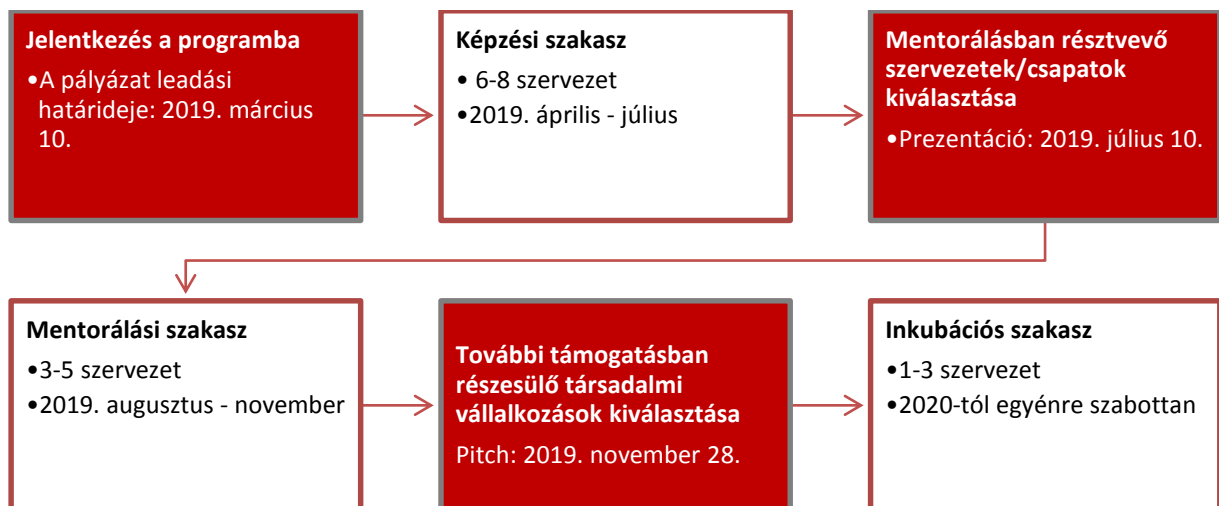 Jelentkezés a programba
•A pályázat leadási
határideje: 2019. március
10.
Képzési szakasz
• 6-8 szervezet
•2019. április - július
Mentorálásban résztvevő
szervezetek/csapatok
kiválasztása
•Prezentáció: 2019. július 10.
Mentorálási szakasz
•3-5 szervezet
•2019. augusztus - november
További támogatásban
részesülő társadalmi
vállalkozások kiválasztása
Pitch: 2019. november 28.
Inkubációs szakasz
•1-3 szervezet
•2020-tól egyénre szabottan